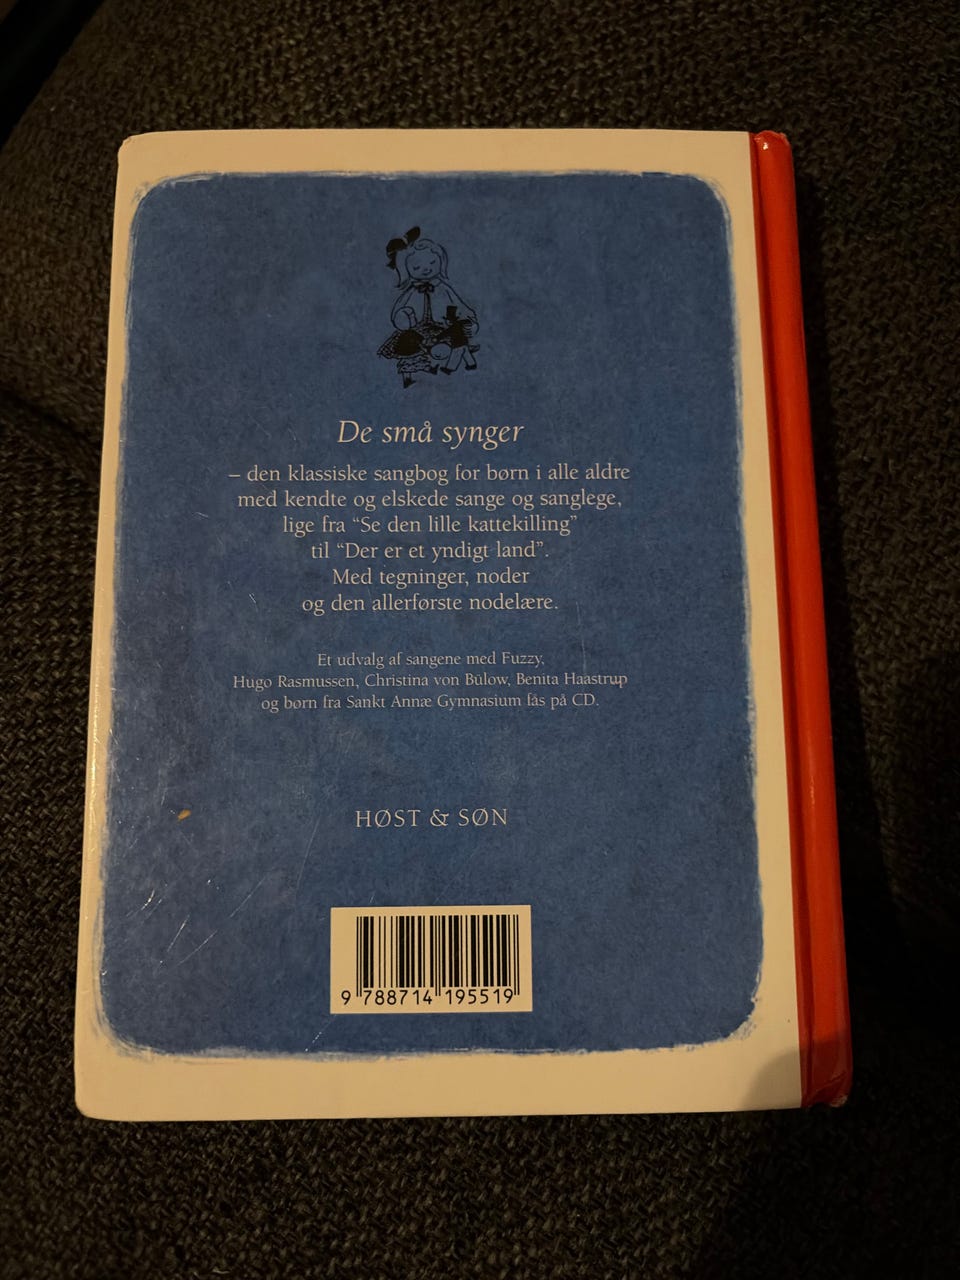 De små synger
– den klassiske sangbog for børn i alle aldre
med kendte og elskede sange og sanglege,
lige fra “Se den lille kattekilling”
til “Der er et yndigt land”.
Med tegninger, noder
og den allerførste nodelære.
Et udvalg af sangene med Fuzzy,
Hugo Rasmussen, Christina von Bülow, Benita Haastrup
og børn fra Sankt Annæ Gymnasium fås på CD.
HØST & SØN
9 788714 195519